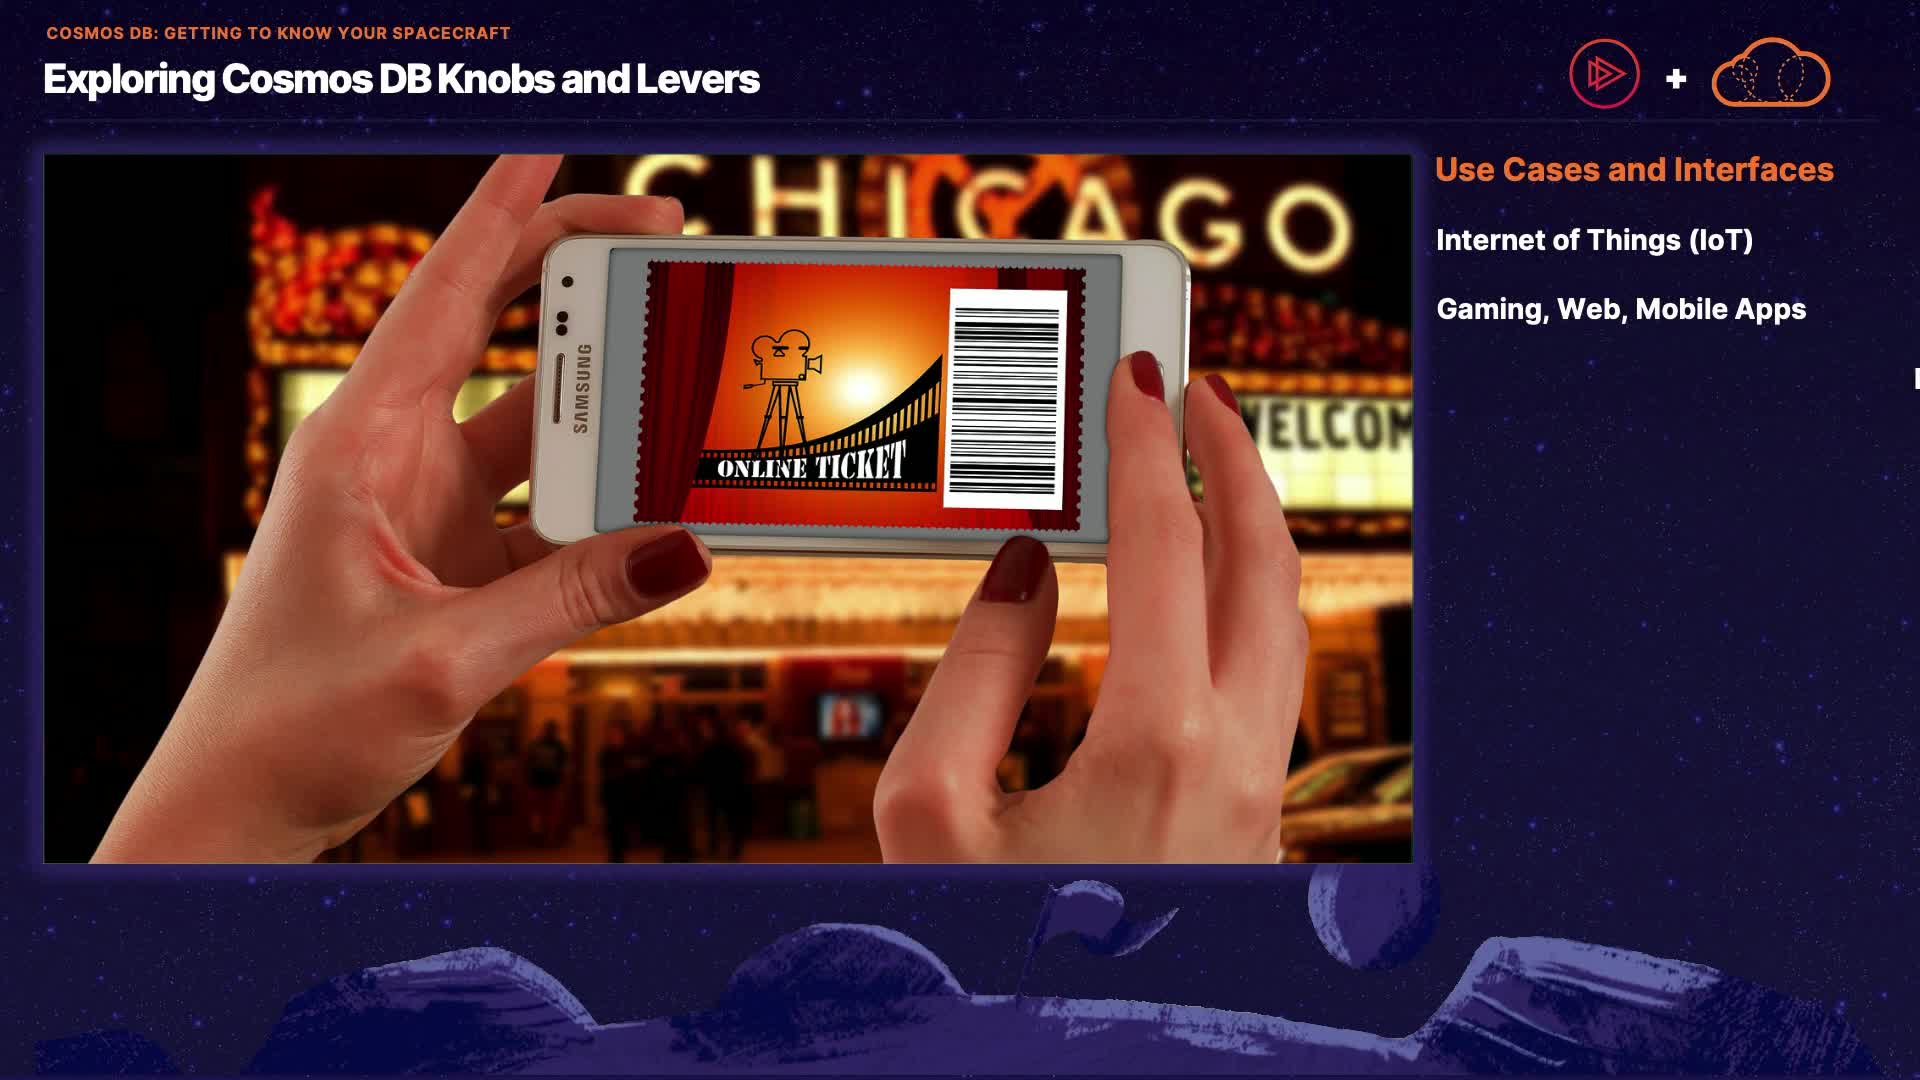 COSMOS DB: GETTING TO KNOW YOUR SPACECRAFT
Exploring Cosmos DB Knobs and Levers
Use Cases and Interfaces
Internet of Things (IoT)
Gaming, Web, Mobile Apps
CHICAGO
SAMSUNG
ONLINE TICKET
WELCOM